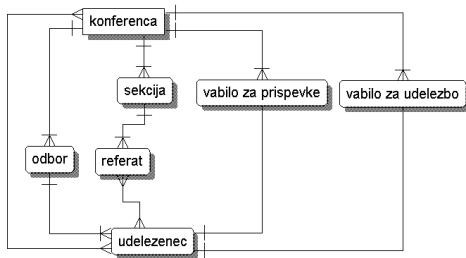 konferenca
sekcija
vabilo za prispevke
vabilo za udelezbo
odbor
referat
udelezenec